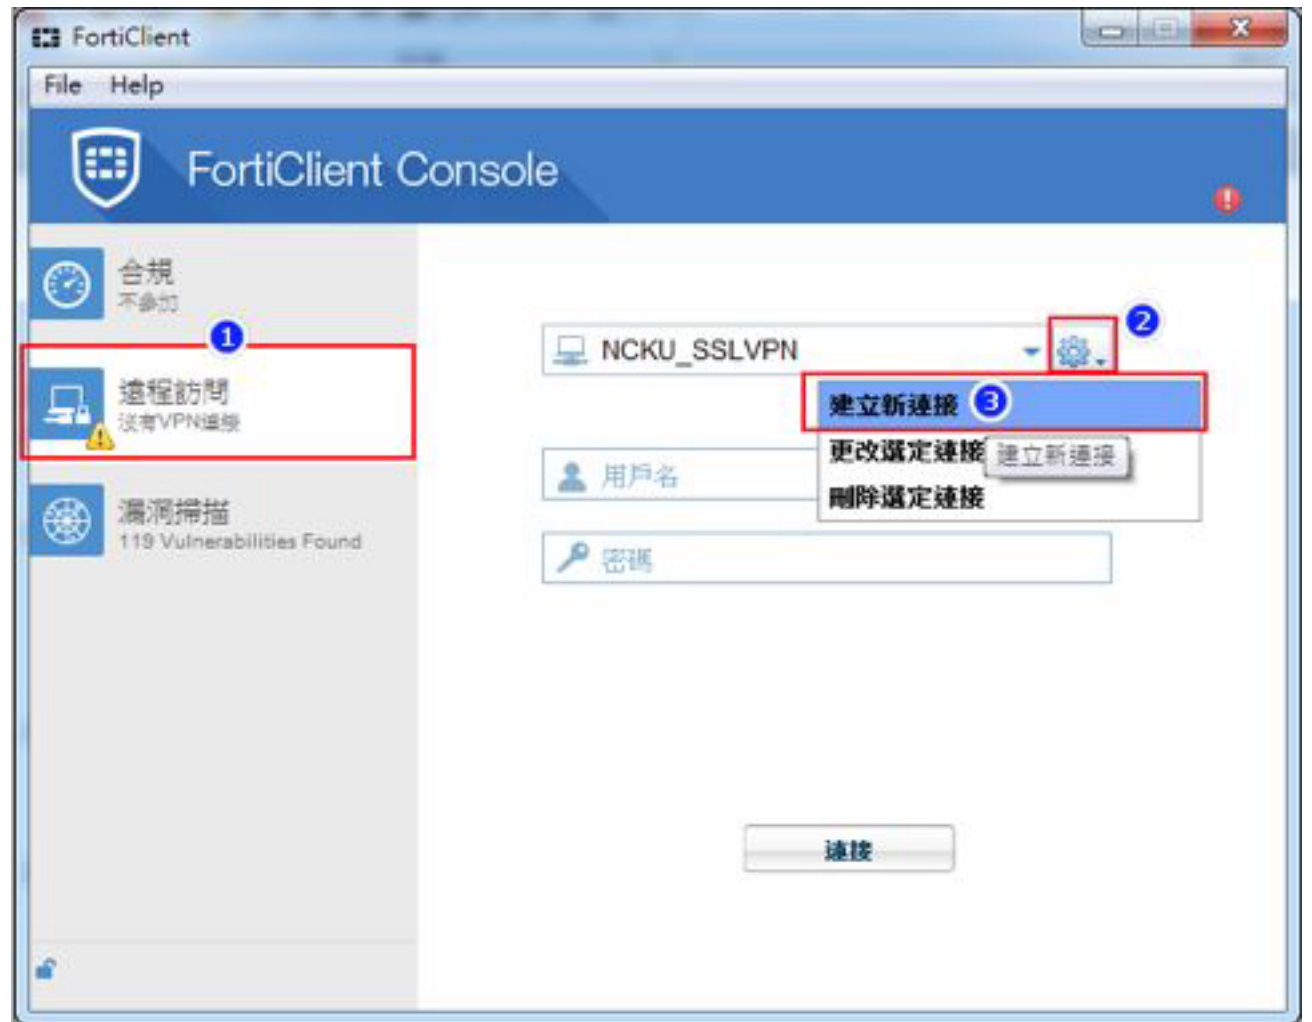 FortiClient
File Help
FortiClient Console
合規
不參加
1
遠程訪問
沒有VPN連接
漏洞掃描
119 Vulnerabilities Found
NCKU_SSLVPN
2
建立新連接 3
更改選定連接
建立新連接
刪除選定連接
用戶名
密碼
連接